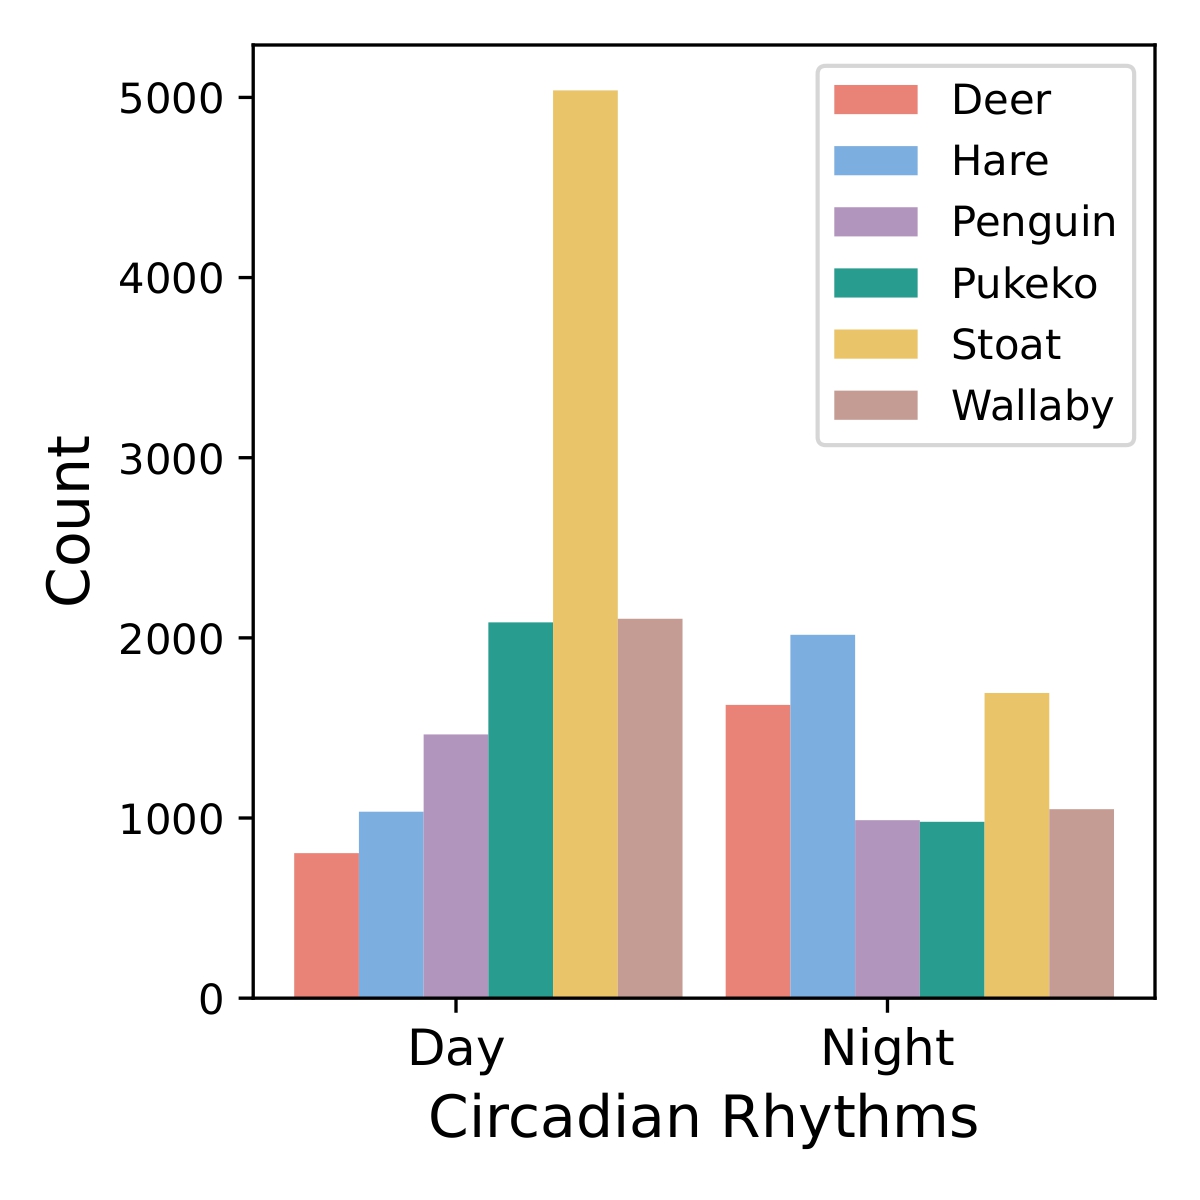 5000
4000
3000
2000
1000
0
Count
Deer
Hare
Penguin
Pukeko
Stoat
Wallaby
Day Night
Circadian Rhythms